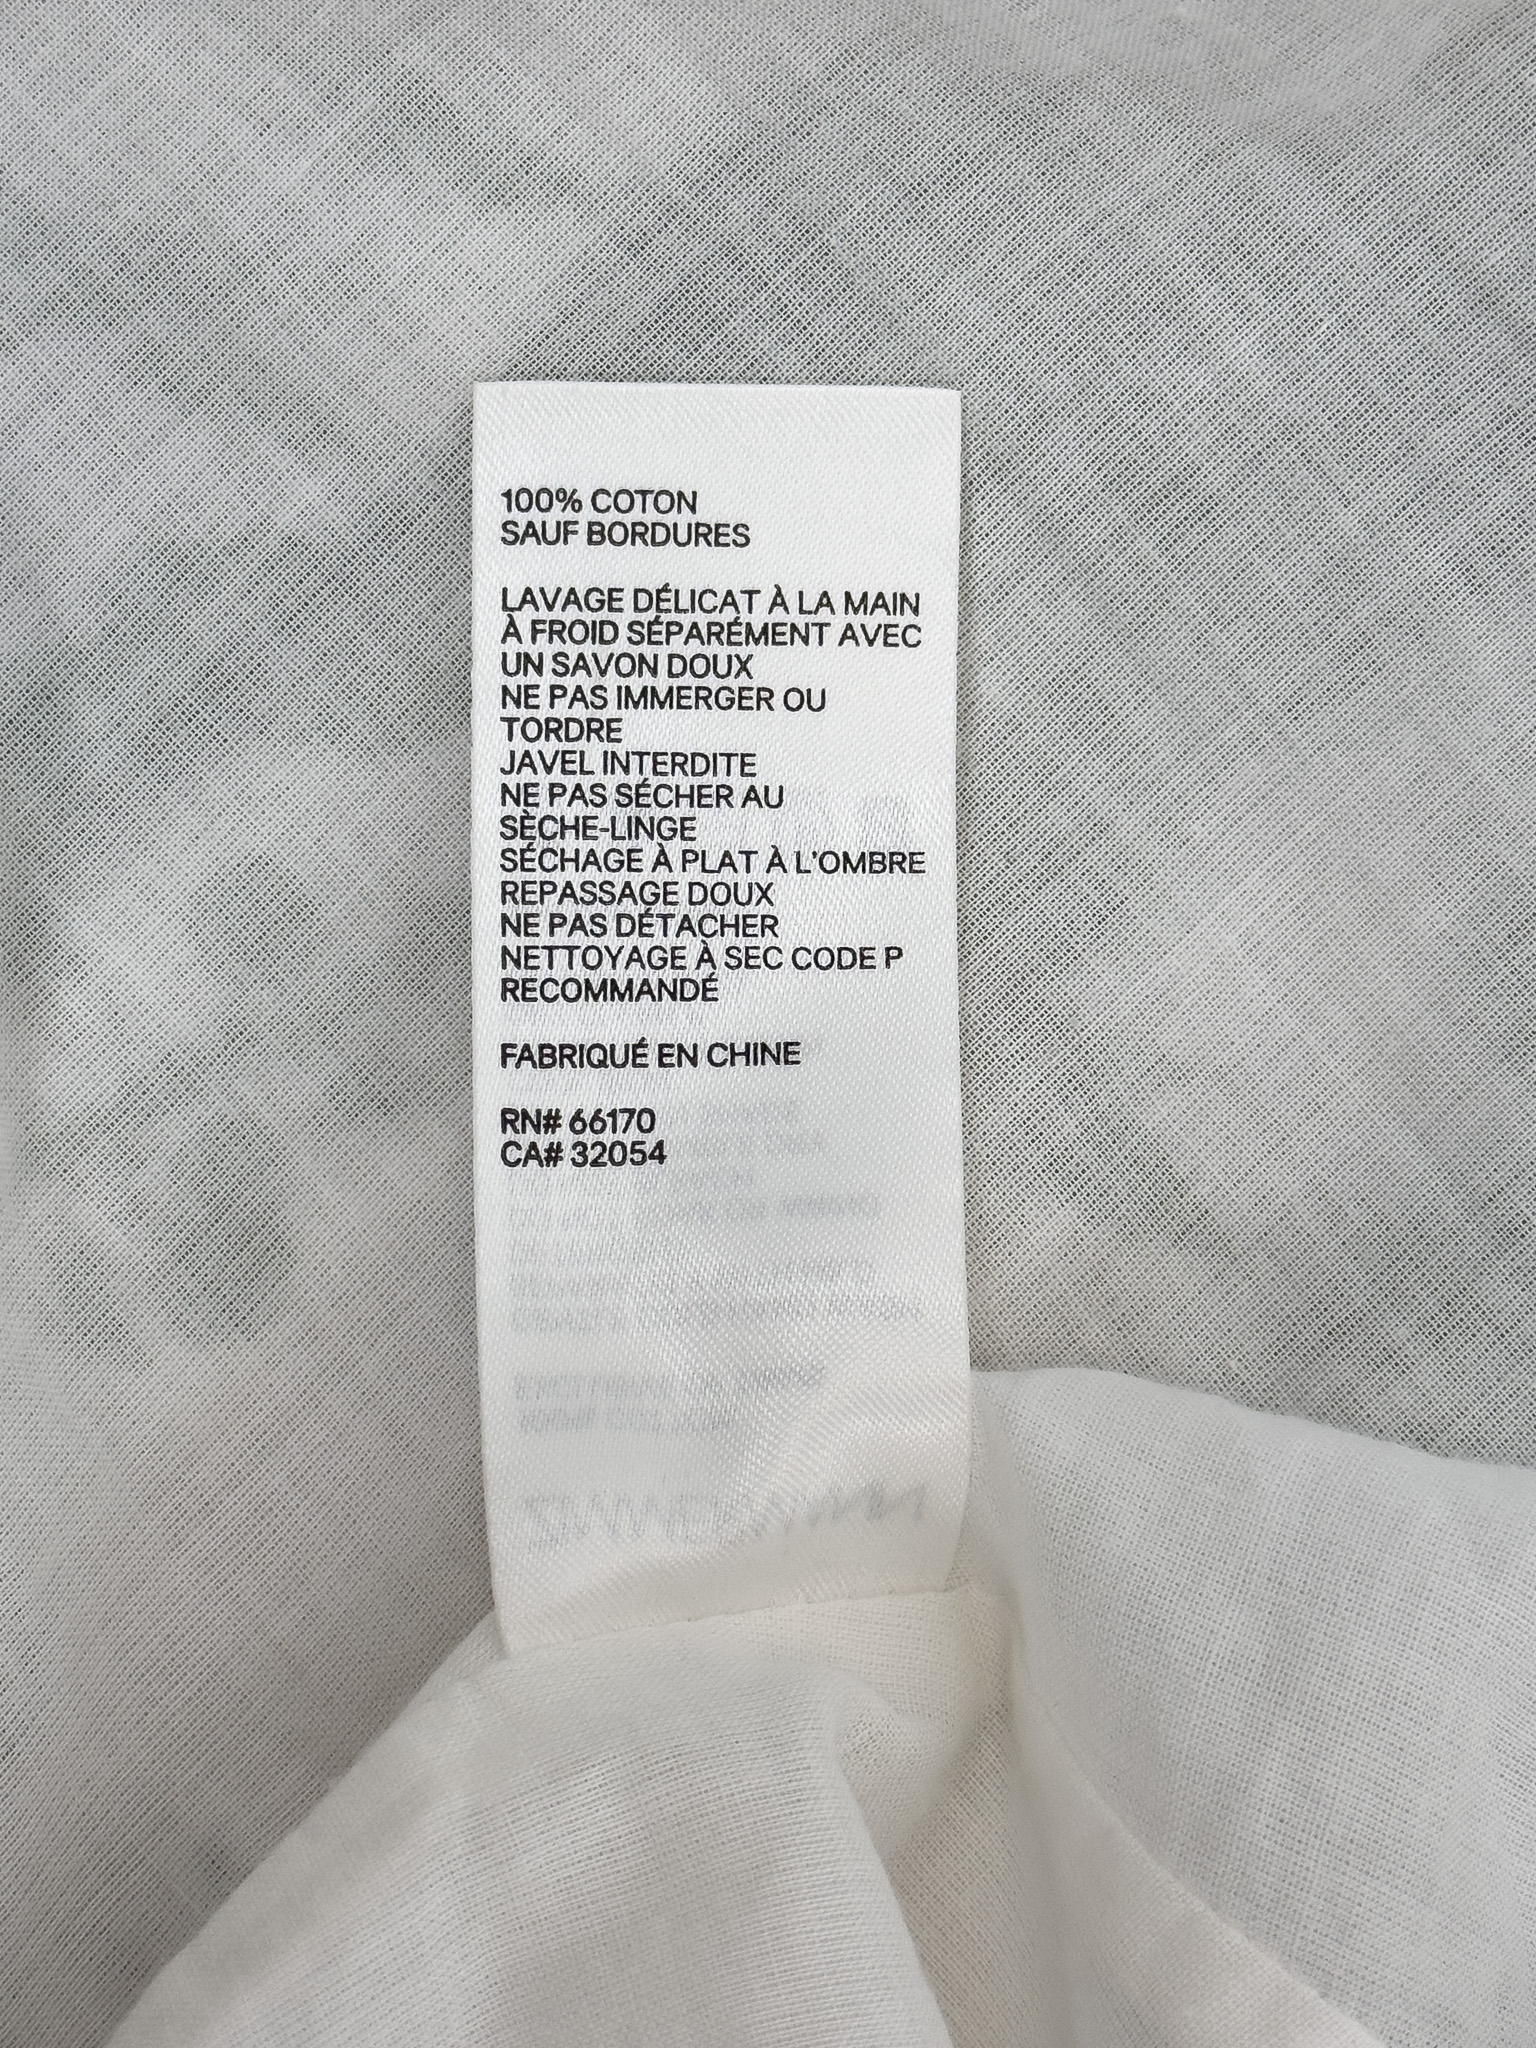 100% COTON
SAUF BORDURES
LAVAGE DÉLICAT À LA MAIN
À FROID SÉPARÉMENT AVEC
UN SAVON DOUX
NE PAS IMMERGER OU
TORDRE
JAVEL INTERDITE
NE PAS SÉCHER AU
SÈCHE-LINGE
SÉCHAGE À PLAT À L'OMBRE
REPASSAGE DOUX
NE PAS DÉTACHER
NETTOYAGE À SEC CODE P
RECOMMANDÉ
FABRIQUÉ EN CHINE
RN# 66170
CA# 32054